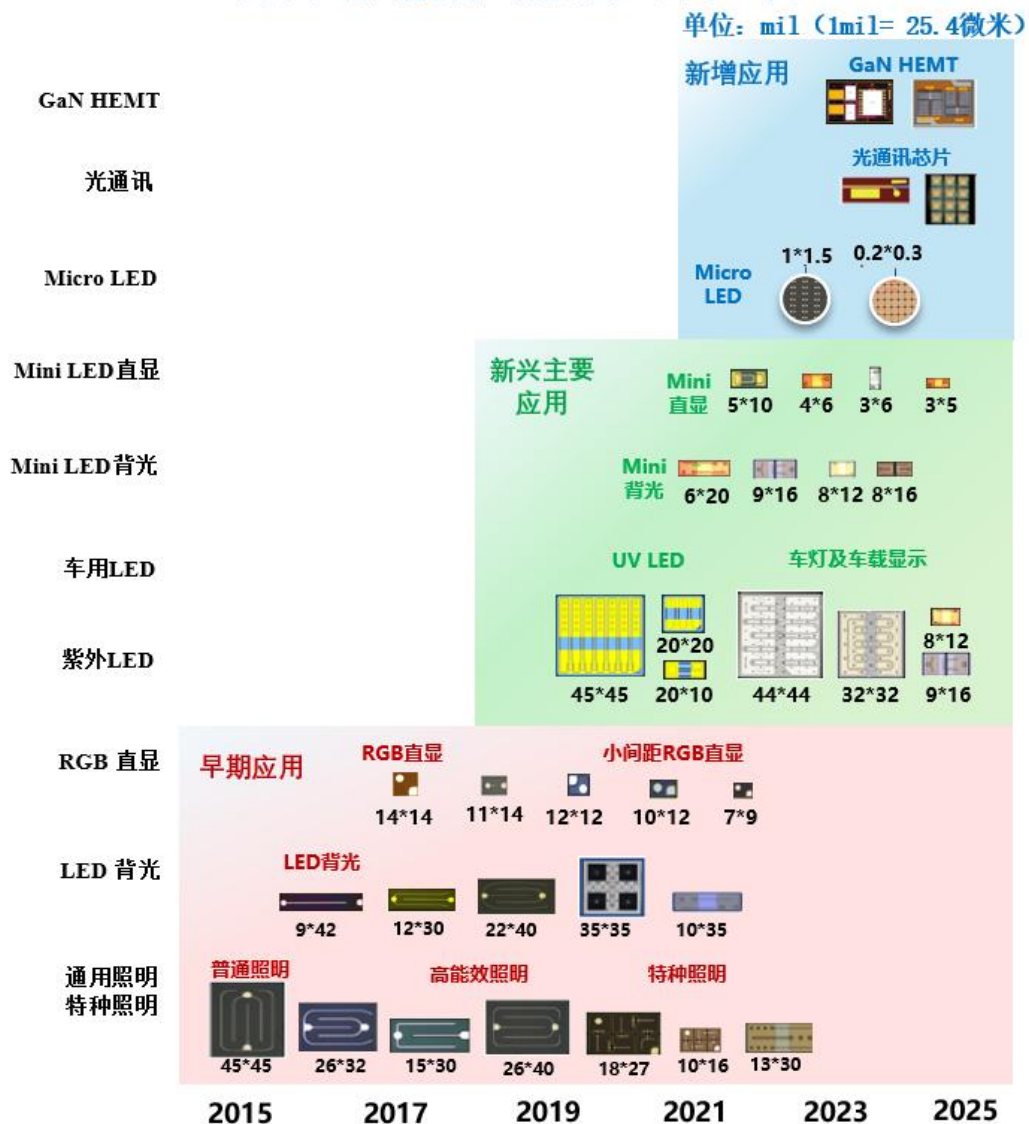 单位：mil（1mil= 25.4微米）
新增应用
GaN HEMT
GaN HEMT
光通讯芯片
光通讯
1*1.5 0.2*0.3
Micro
LED
Micro LED
新兴主要
应用
Mini LED直显
Mini
直显
5*10 4*6 3*6 3*5
Mini LED背光
Mini
背光
6*20 9*16 8*12 8*16
车用LED
UV LED
车灯及车载显示
紫外LED
20*20
8*12
45*45 20*10 44*44 32*32 9*16
RGB 直显
早期应用
RGB直显
小间距RGB直显
14*14 11*14 12*12 10*12 7*9
LED 背光
LED背光
9*42 12*30 22*40 35*35 10*35
通用照明
特种照明
普通照明
高能效照明
特种照明
45*45 26*32 15*30 26*40 18*27 10*16 13*30
2015 2017 2019 2021 2023 2025